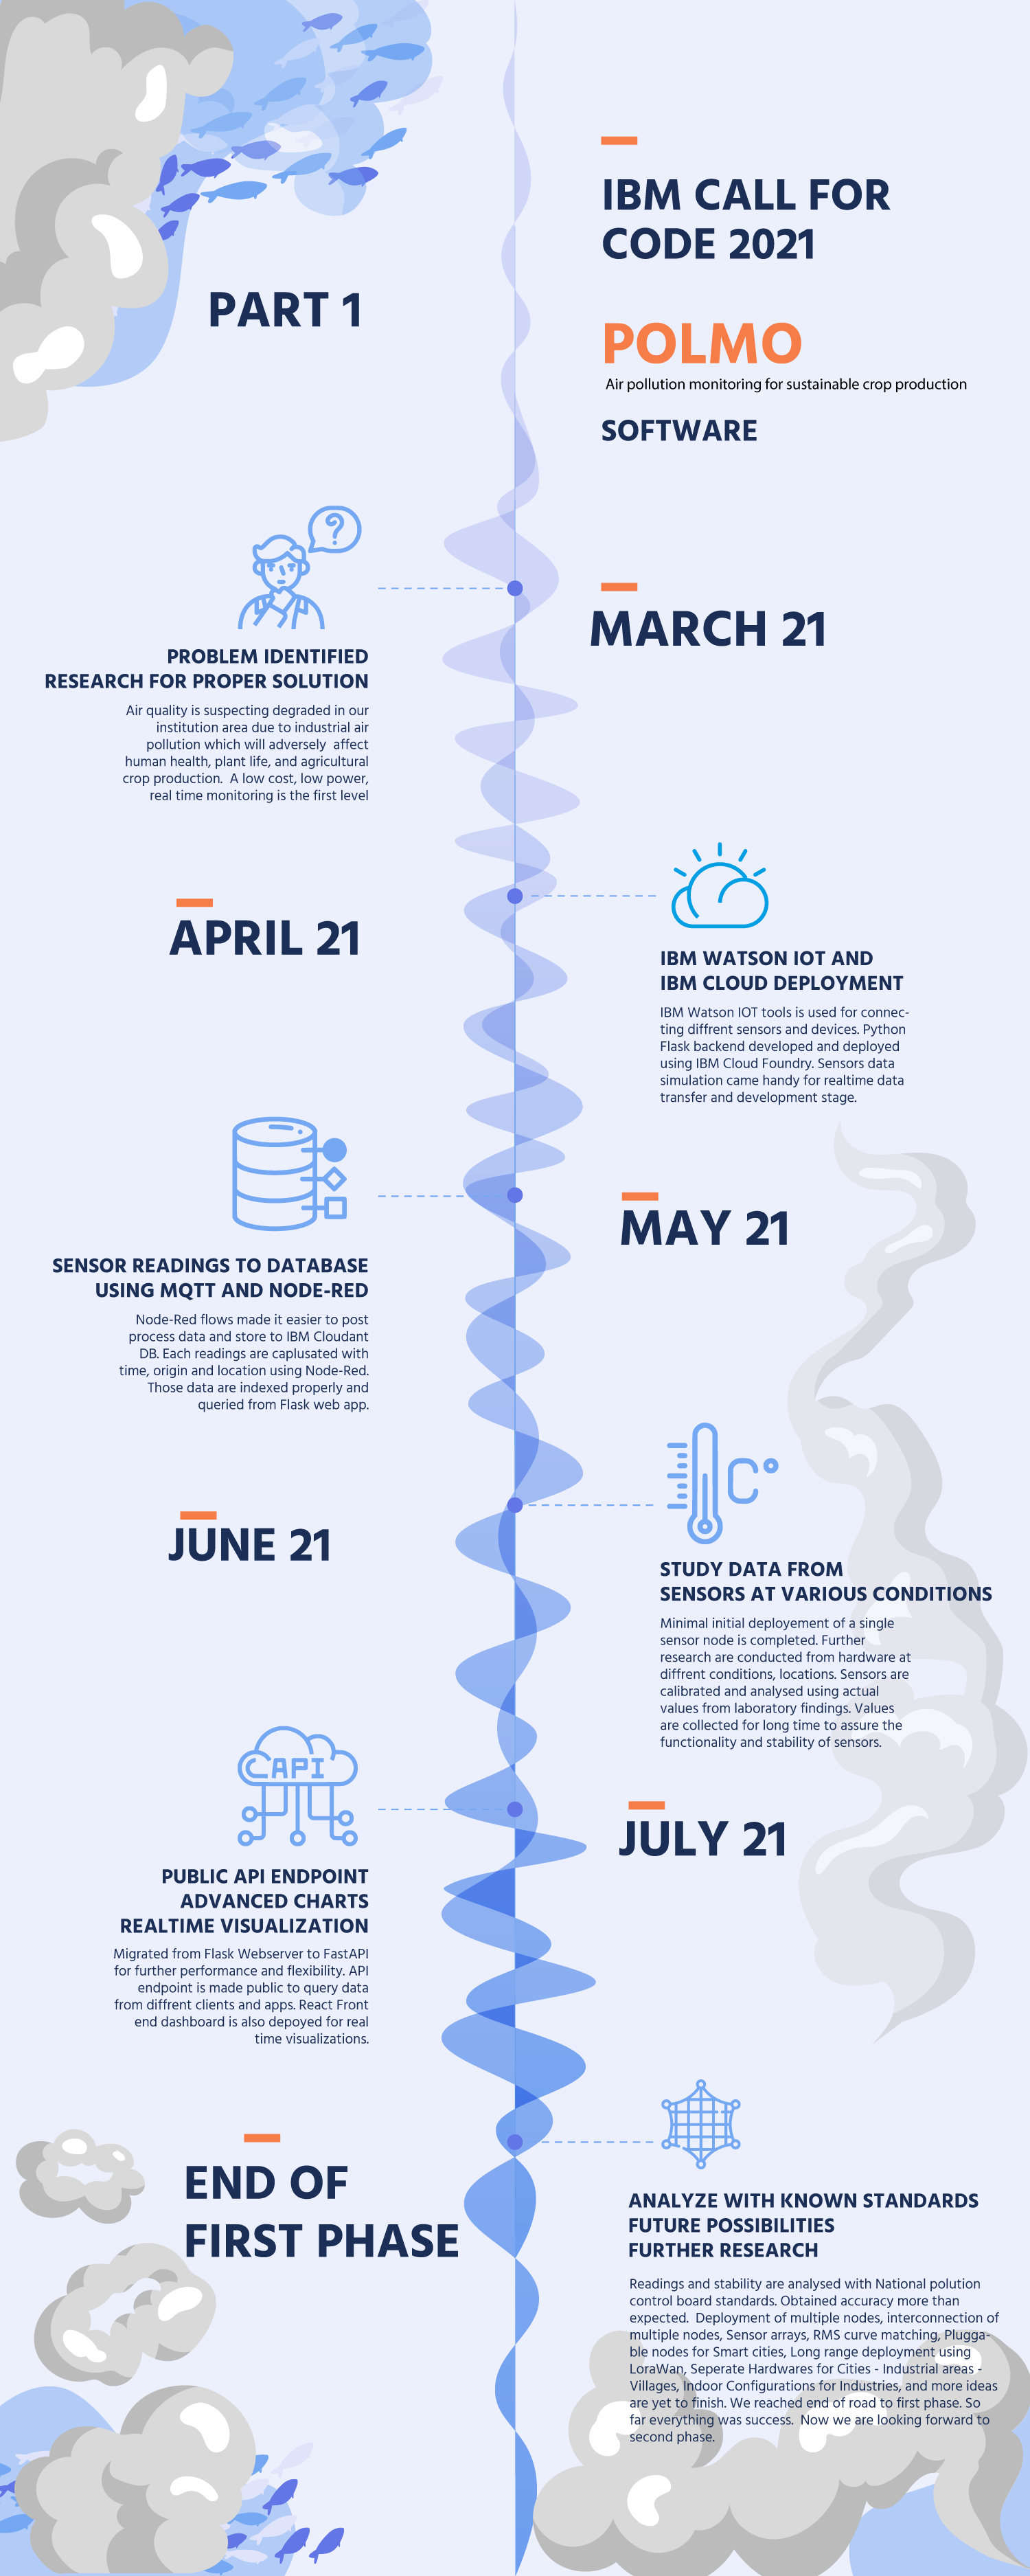 PART 1
IBM CALL FOR
CODE 2021
POLMO
Air pollution monitoring for sustainable crop production
SOFTWARE
MARCH 21
PROBLEM IDENTIFIED
RESEARCH FOR PROPER SOLUTION
Air quality is suspecting degraded in our
institution area due to industrial air
pollution which will adversely  affect
human health, plant life, and agricultural
crop production.  A low cost, low power,
real time monitoring is the first level
APRIL 21
IBM WATSON IOT AND
IBM CLOUD DEPLOYMENT
IBM Watson IOT tools is used for connec-
ting diffrent sensors and devices. Python
Flask backend developed and deployed
using IBM Cloud Foundry. Sensors data
simulation came handy for realtime data
transfer and development stage.
MAY 21
SENSOR READINGS TO DATABASE
USING MQTT AND NODE-RED
Node-Red flows made it easier to post
process data and store to IBM Cloudant
DB. Each readings are caplusated with
time, origin and location using Node-Red.
Those data are indexed properly and
queried from Flask web app.
JUNE 21
C°
STUDY DATA FROM
SENSORS AT VARIOUS CONDITIONS
Minimal initial deployement of a single
sensor node is completed. Further
research are conducted from hardware at
diffrent conditions, locations. Sensors are
calibrated and analysed using actual
values from laboratory findings. Values
are collected for long time to assure the
functionality and stability of sensors.
JULY 21
API
PUBLIC API ENDPOINT
ADVANCED CHARTS
REALTIME VISUALIZATION
Migrated from Flask Webserver to FastAPI
for further performance and flexibility. API
endpoint is made public to query data
from diffrent clients and apps. React Front
end dashboard is also depoyed for real
time visualizations.
END OF
FIRST PHASE
ANALYZE WITH KNOWN STANDARDS
FUTURE POSSIBILITIES
FURTHER RESEARCH
Readings and stability are analysed with National polution
control board standards. Obtained accuracy more than
expected.  Deployment of multiple nodes, interconnection of
multiple nodes, Sensor arrays, RMS curve matching, Plugga-
ble nodes for Smart cities, Long range deployment using
LoraWan, Seperate Hardwares for Cities - Industrial areas -
Villages, Indoor Configurations for Industries, and more ideas
are yet to finish. We reached end of road to first phase. So
far everything was success.  Now we are looking forward to
second phase.